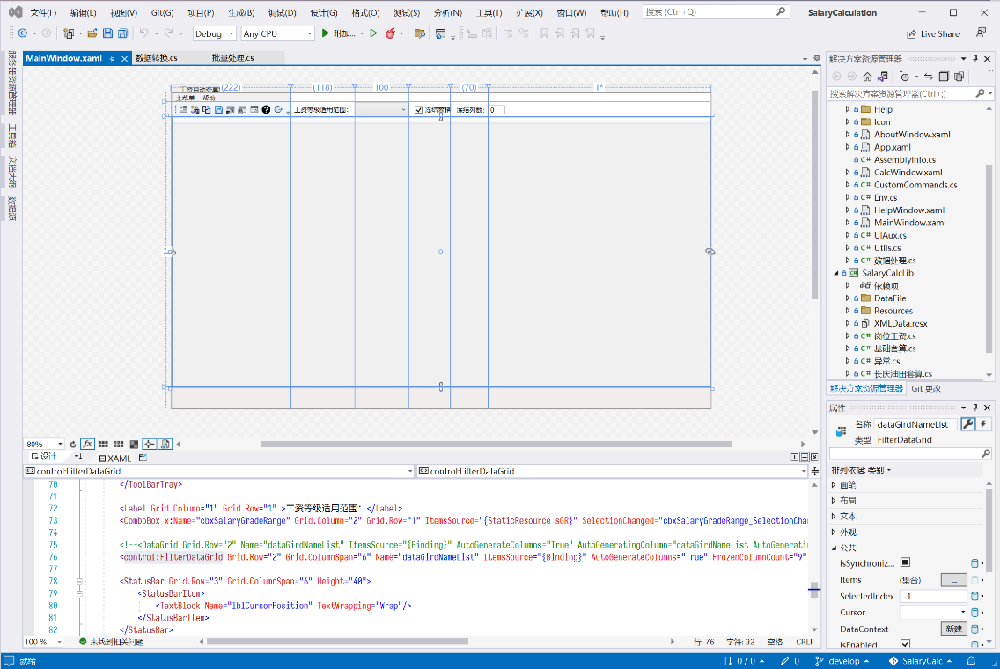 文件(F) 编辑(E) 视图(V) Git(G) 项目(P) 生成(B) 调试(D) 设计(G) 格式(O) 测试(S) 分析(N) 工具(T) 扩展(X) 窗口(W) 帮助(H) 搜索 (Ctrl+Q) SalaryCalculation
Debug Any CPU 附加... Live Share
服务器资源管理器
工具箱
文档大纲
数据源
MainWindow.xaml 数据转换.cs 批量处理.cs
(222) (118) 100 (70) 1*
主菜单 帮助
工资等级适用范围: 冻结窗格 冻结列数: 0
80%
设计 XAML
control:FilterDataGrid control:FilterDataGrid
70 </ToolBarTray>
71
72 <Label Grid.Column="1" Grid.Row="1" >工资等级适用范围: </Label>
73 <ComboBox x:Name="cbxSalaryGradeRange" Grid.Column="2" Grid.Row="1" ItemsSource="{StaticResource sGR}" SelectionChanged="cbxSalaryGradeRange_SelectionChan
74
75 <!--<DataGrid Grid.Row="2" Name="dataGirdNameList" ItemsSource="{Binding}" AutoGenerateColumns="True" AutoGeneratingColumn="dataGirdNameList_AutoGenerati
76 <control:FilterDataGrid Grid.Row="2" Grid.ColumnSpan="6" Name="dataGirdNameList" ItemsSource="{Binding}" AutoGenerateColumns="True" FrozenColumnCount="9"
77
78 <StatusBar Grid.Row="3" Grid.ColumnSpan="6" Height="40">
79 <StatusBarItem>
80 <TextBlock Name="lblCursorPosition" TextWrapping="Wrap"/>
81 </StatusBarItem>
82 </StatusBar>
100 % 未找到相关问题 行: 76 字符: 32 空格 CRLF
解决方案资源管理器
搜索解决方案资源管理器(Ctrl+;)
Help
Icon
AboutWindow.xaml
App.xaml
AssemblyInfo.cs
CalcWindow.xaml
CustomCommands.cs
Env.cs
HelpWindow.xaml
MainWindow.xaml
UIAux.cs
Utils.cs
数据处理.cs
SalaryCalcLib
依赖项
DataFile
Resources
XMLData.resx
岗位工资.cs
基础套算.cs
异常.cs
长庆油田套算.cs
解决方案资源管理器 Git 更改
属性
名称 dataGirdNameList
类型 FilterDataGrid
排列依据: 类别
画笔
布局
文本
外观
公共
IsSynchroniz...
Items (集合) ...
SelectedIndex -1
Cursor
DataContext 新建
IsEnabled
就绪 0 / 0 0 develop SalaryCalc